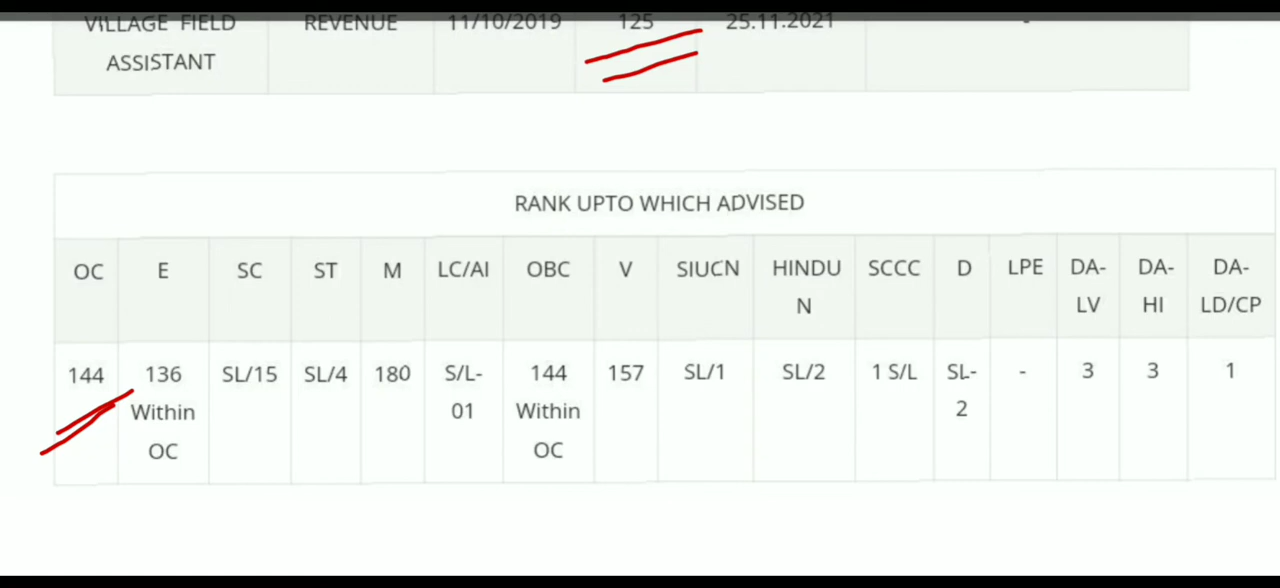 VILLAGE FIELD ASSISTANT REVENUE 11/10/2019 125 25.11.2021 -
RANK UPTO WHICH ADVISED
OC E SC ST M LC/AI OBC V SIUCN HINDU N SCCC D LPE DA-LV DA-HI DA-LD/CP
144 136 Within OC SL/15 SL/4 180 S/L-01 144 Within OC 157 SL/1 SL/2 1 S/L SL-2 - 3 3 1